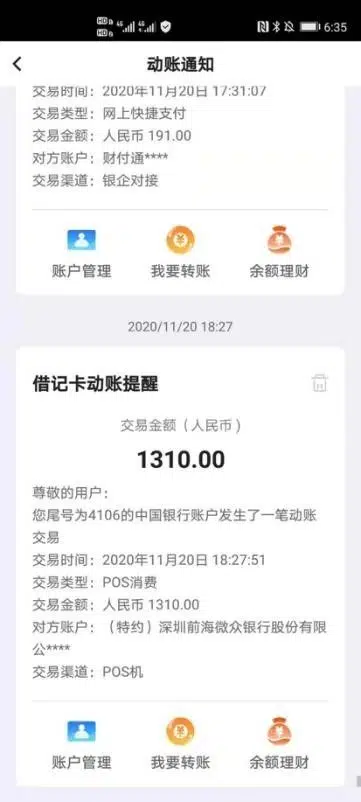 HD HD 4G 4G 6:35
动账通知
交易时间：2020年11月20日 17:31:07
交易类型：网上快捷支付
交易金额：人民币 191.00
对方账户：财付通****
交易渠道：银企对接
账户管理 我要转账 余额理财
2020/11/20 18:27
借记卡动账提醒
交易金额（人民币）
1310.00
尊敬的用户：
您尾号为4106的中国银行账户发生了一笔动账
交易
交易时间：2020年11月20日 18:27:51
交易类型：POS消费
交易金额：人民币 1310.00
对方账户：（特约）深圳前海微众银行股份有限
公****
交易渠道：POS机
账户管理 我要转账 余额理财